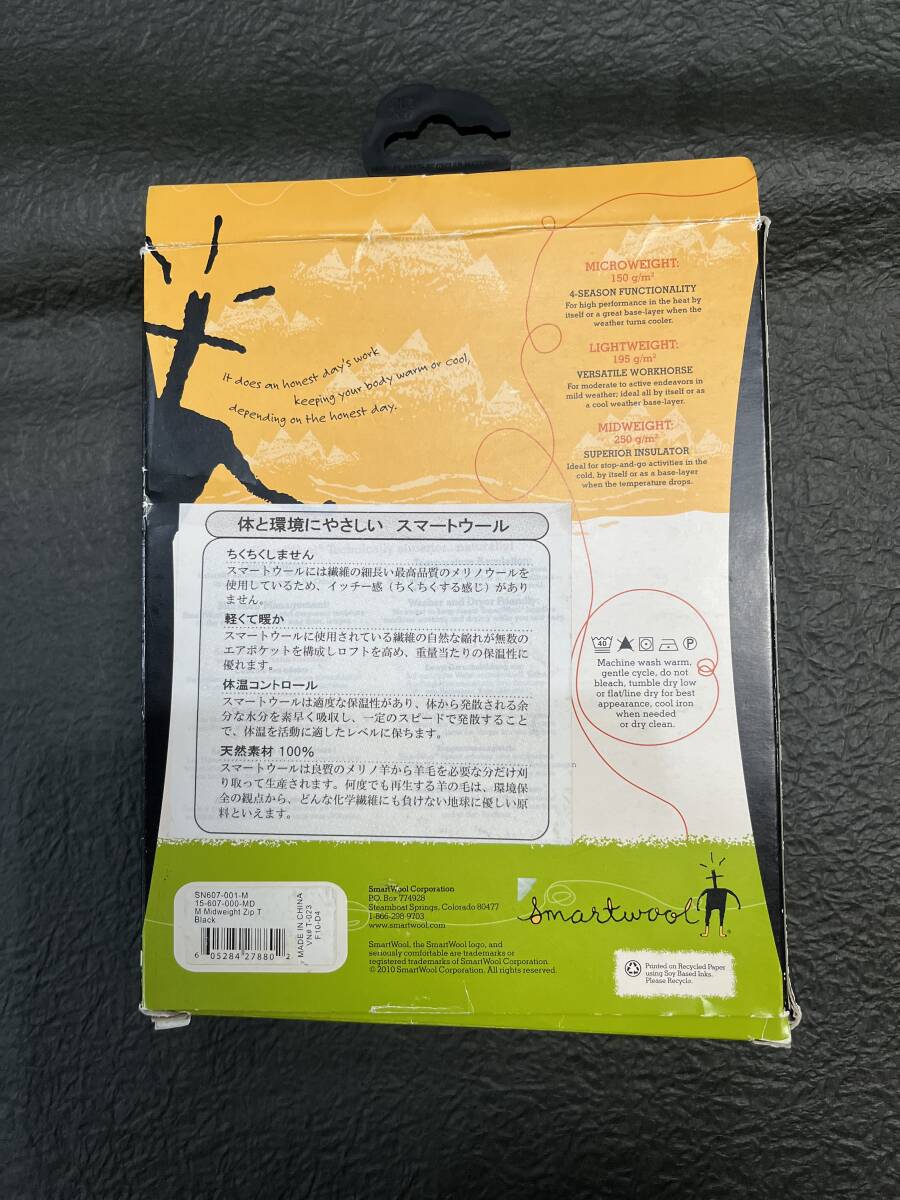 It does an honest day's work
keeping your body warm or cool,
depending on the honest day.
MICROWEIGHT:
150 g/m²
4-SEASON FUNCTIONALITY
For high performance in the heat by
itself or a great base-layer when the
weather turns cooler.
LIGHTWEIGHT:
195 g/m²
VERSATILE WORKHORSE
For moderate to active endeavors in
mild weather; ideal all by itself or as
a cool weather base-layer.
MIDWEIGHT:
250 g/m²
SUPERIOR INSULATOR
Ideal for stop-and-go activities in the
cold, by itself or as a base-layer
when the temperature drops.
体と環境にやさしい スマートウール
ちくちくしません
スマートウールには繊維の細長い最高品質のメリノウールを
使用しているため、イッチー感（ちくちくする感じ）があり
ません。
軽くて暖か
スマートウールに使用されている繊維の自然な縮れが無数の
エアポケットを構成しロフトを高め、重量当たりの保温性に
優れます。
体温コントロール
スマートウールは適度な保温性があり、体から発散される余
分な水分を素早く吸収し、一定のスピードで発散すること
で、体温を活動に適したレベルに保ちます。
天然素材 100%
スマートウールは良質のメリノ羊から羊毛を必要な分だけ刈
り取って生産されます。何度でも再生する羊の毛は、環境保
全の観点から、どんな化学繊維にも負けない地球に優しい原
料といえます。
40 P
Machine wash warm,
gentle cycle, do not
bleach, tumble dry low
or flat/line dry for best
appearance, cool iron
when needed
or dry clean.
SN607-001-M
15-607-000-MD
M Midweight Zip T
Black
6 05284 27880 2
MADE IN CHINA
VN# T-023
F10-D4
SmartWool Corporation
P.O. Box 774928
Steamboat Springs, Colorado 80477
1-866-298-9703
www.smartwool.com
SmartWool, the SmartWool logo, and
seriously comfortable are trademarks or
registered trademarks of SmartWool Corporation.
© 2010 SmartWool Corporation. All rights reserved.
smartwool
Printed on Recycled Paper
using Soy Based Inks.
Please Recycle.